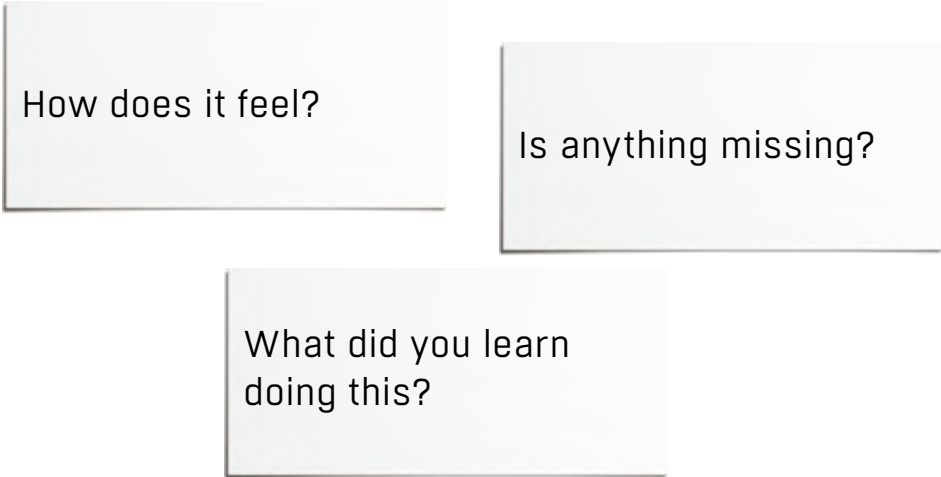 How does it feel?
Is anything missing?
What did you learn
doing this?